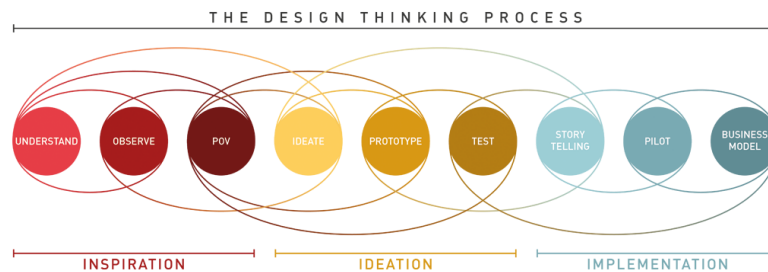 THE DESIGN THINKING PROCESS
UNDERSTAND
OBSERVE
POV
IDEATE
PROTOTYPE
TEST
STORY
TELLING
PILOT
BUSINESS
MODEL
INSPIRATION
IDEATION
IMPLEMENTATION